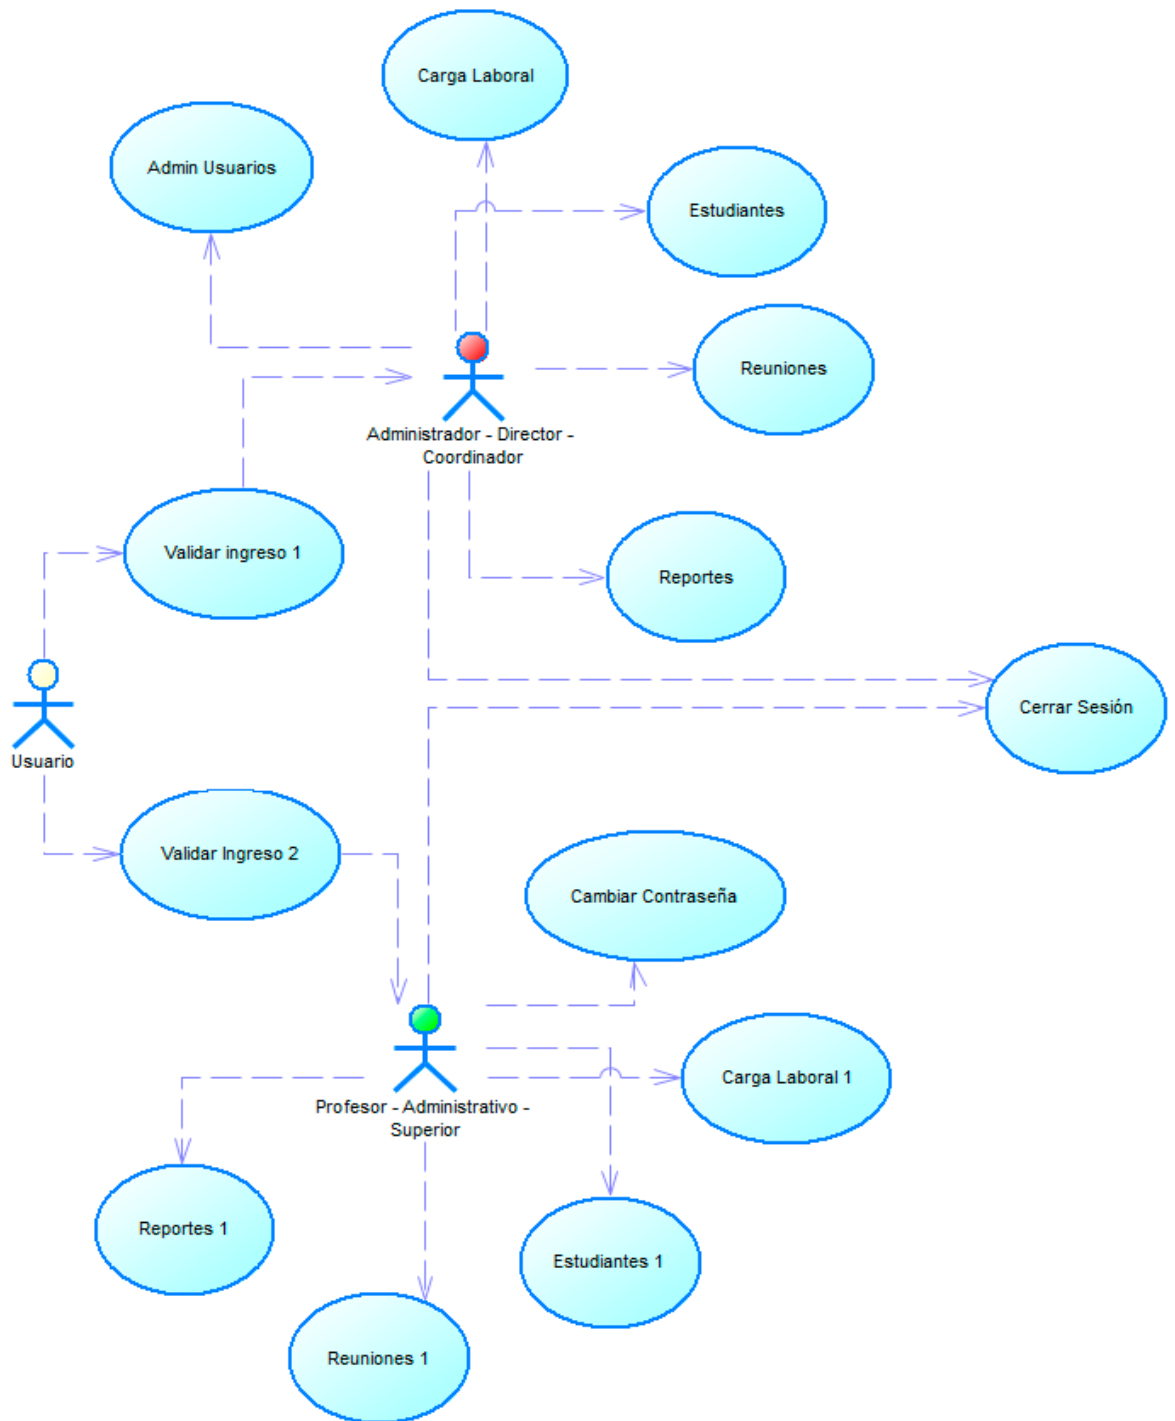 Carga Laboral
Admin Usuarios
Estudiantes
Reuniones
Administrador - Director -
Coordinador
Validar ingreso 1
Reportes
Cerrar Sesión
Usuario
Validar Ingreso 2
Cambiar Contraseña
Carga Laboral 1
Profesor - Administrativo -
Superior
Reportes 1
Estudiantes 1
Reuniones 1